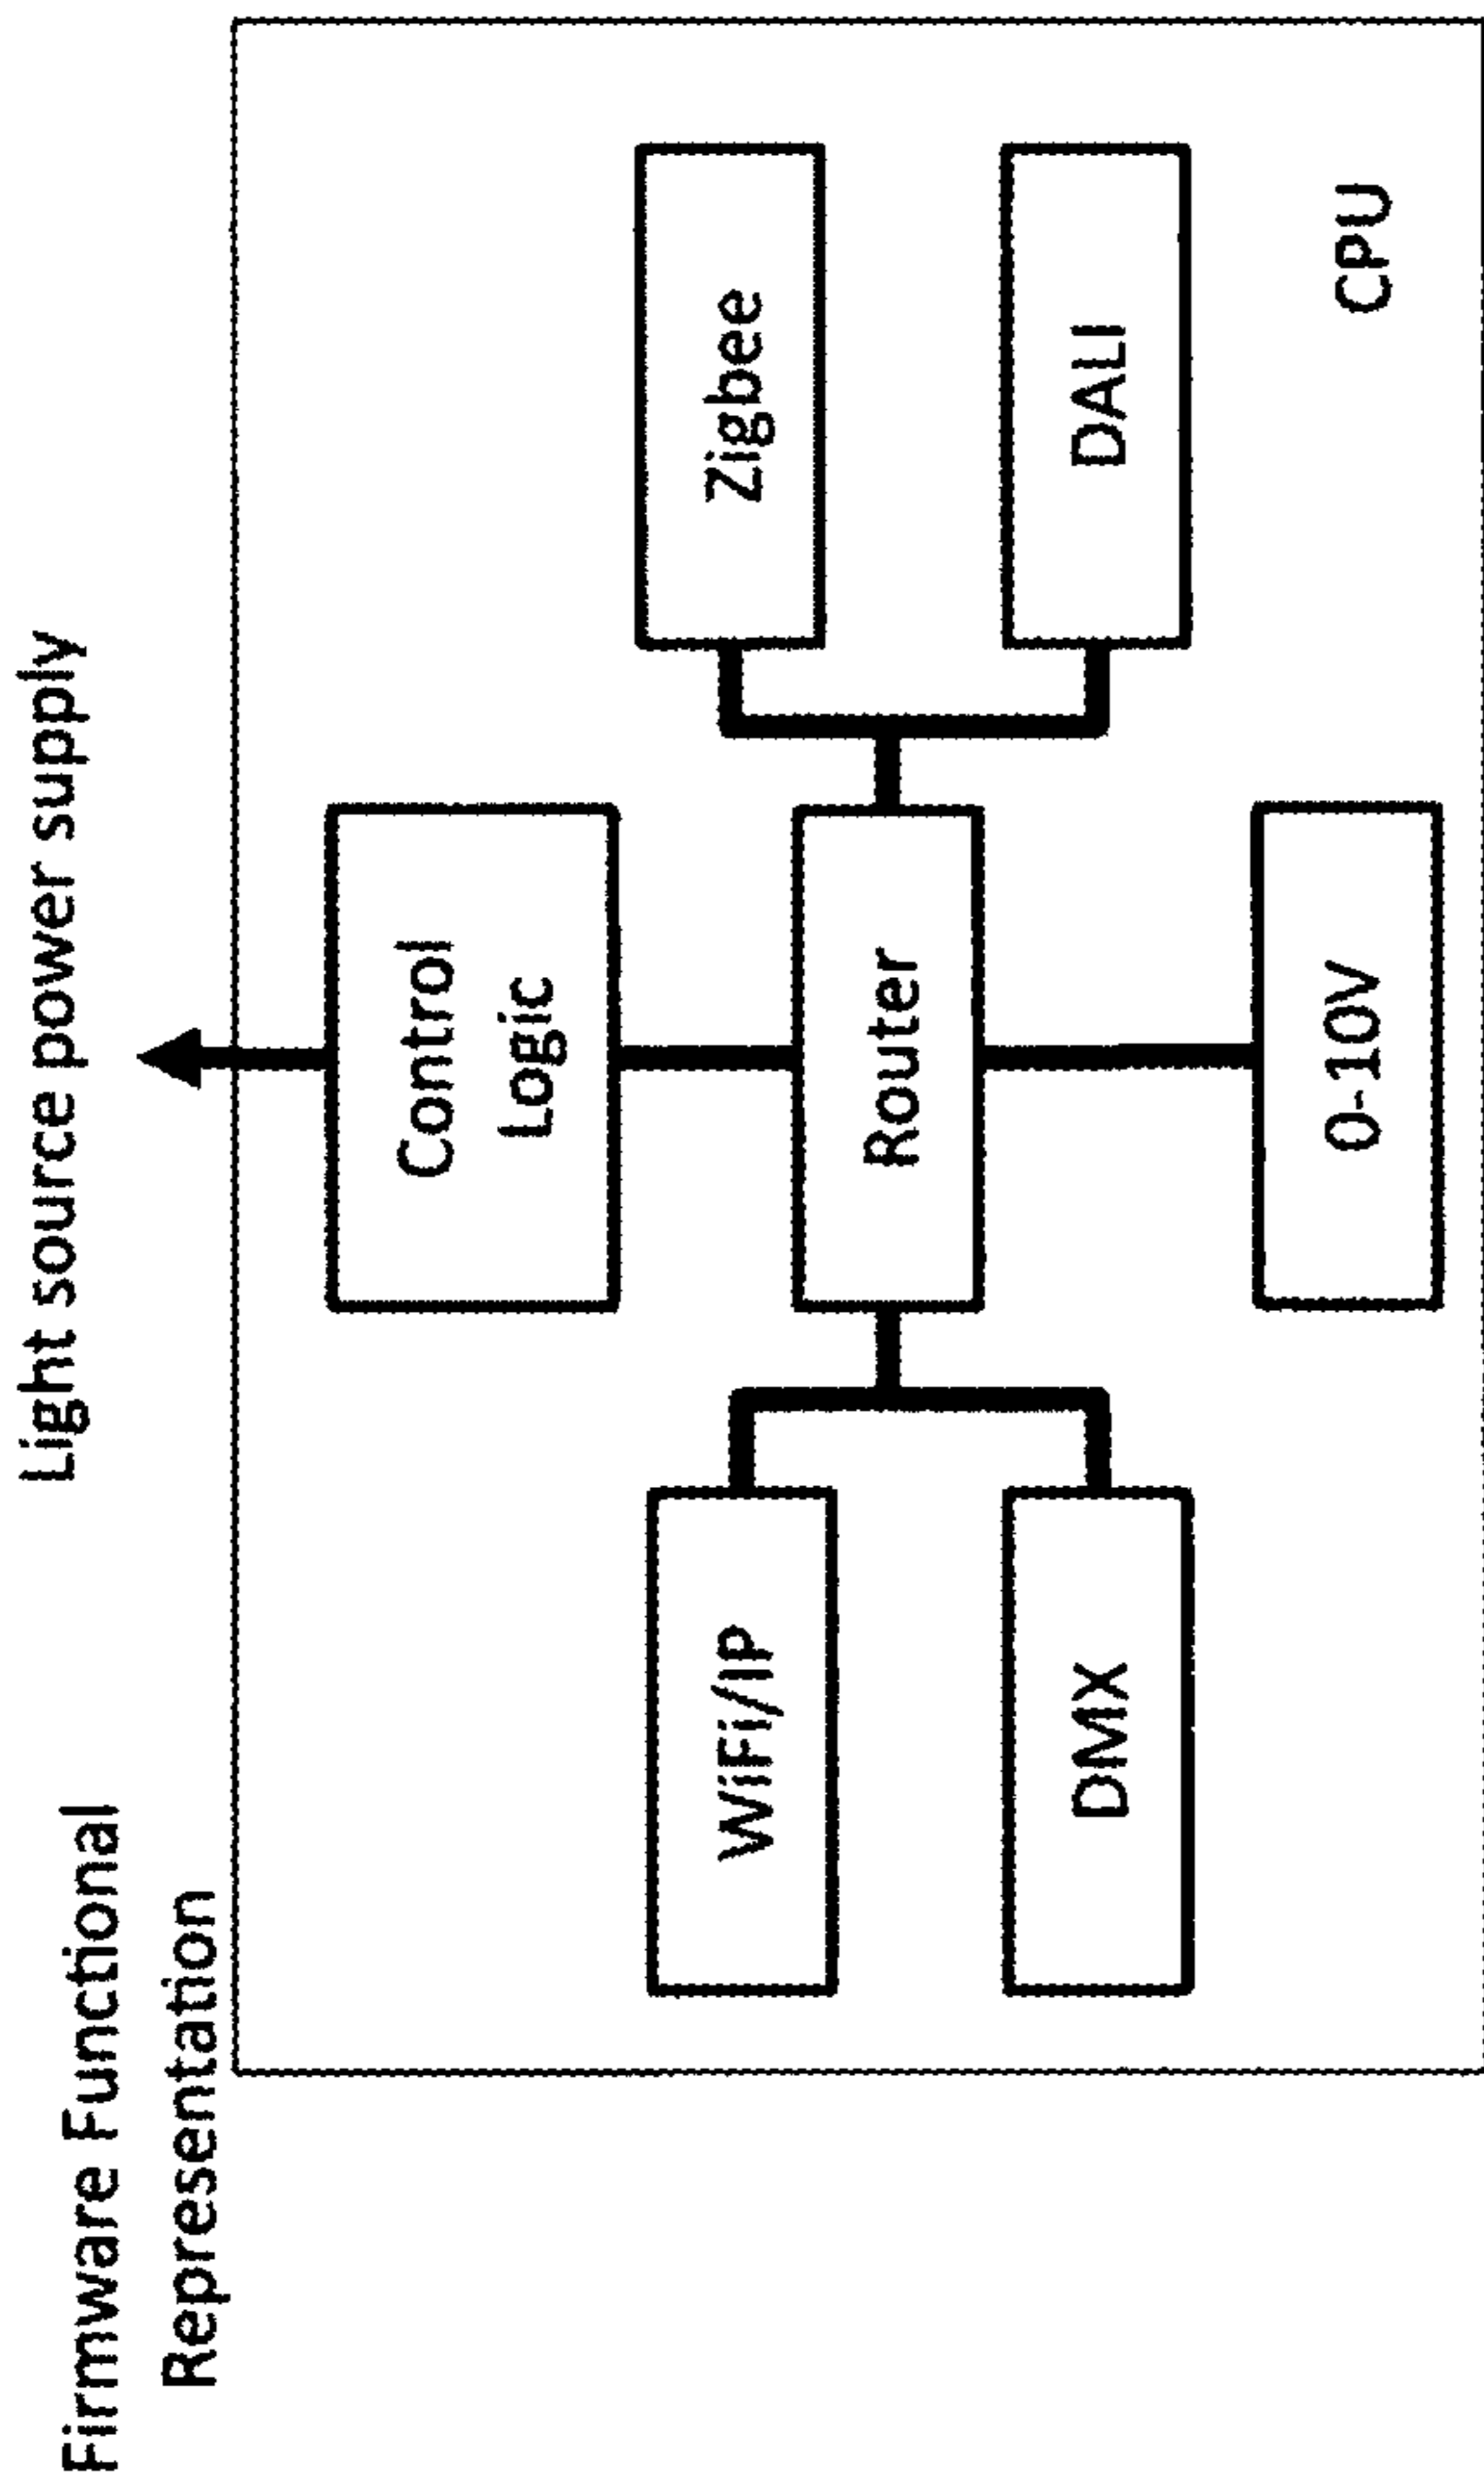 Light source power supply
Firmware Functional
Representation
Control
Logic
WiFi/IP
Zigbee
Router
DMX
DALI
0-10V
CPU